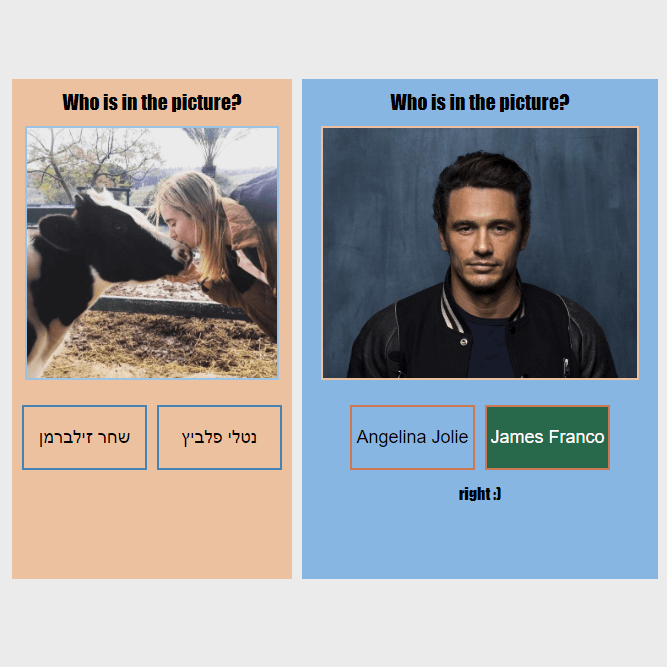 Who is in the picture?
שחר זילברמן
נטלי פלביץ
Who is in the picture?
Angelina Jolie
James Franco
right :)